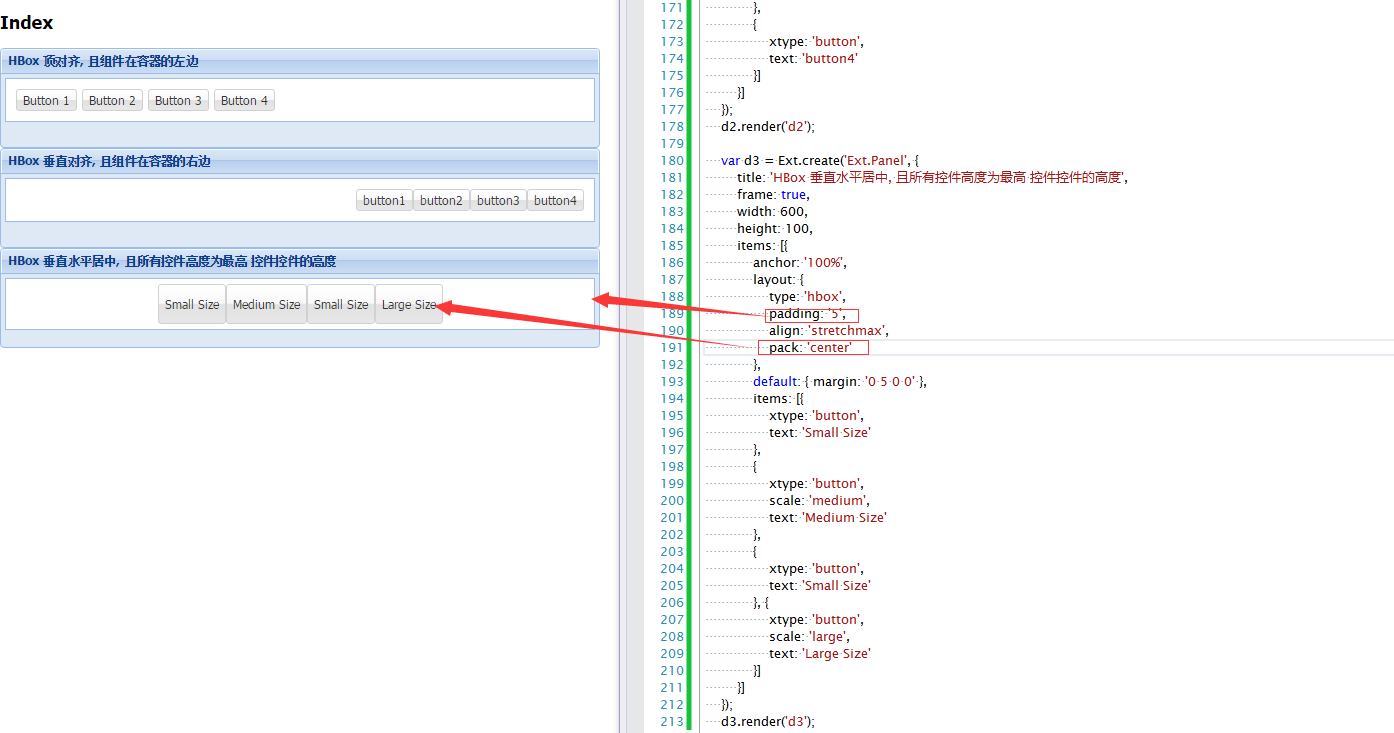 Index
HBox 顶对齐, 且组件在容器的左边
Button 1
Button 2
Button 3
Button 4
HBox 垂直对齐, 且组件在容器的右边
button1
button2
button3
button4
HBox 垂直水平居中, 且所有控件高度为最高 控件控件的高度
Small Size
Medium Size
Small Size
Large Size
171 },
172 {
173 xtype: 'button',
174 text: 'button4'
175 }]
176 }]
177 });
178 d2.render('d2');
179
180 var d3 = Ext.create('Ext.Panel', {
181 title: 'HBox 垂直水平居中, 且所有控件高度为最高 控件控件的高度',
182 frame: true,
183 width: 600,
184 height: 100,
185 items: [{
186 anchor: '100%',
187 layout: {
188 type: 'hbox',
189 padding: '5',
190 align: 'stretchmax',
191 pack: 'center'
192 },
193 default: { margin: '0 5 0 0' },
194 items: [{
195 xtype: 'button',
196 text: 'Small Size'
197 },
198 {
199 xtype: 'button',
200 scale: 'medium',
201 text: 'Medium Size'
202 },
203 {
204 xtype: 'button',
205 text: 'Small Size'
206 }, {
207 xtype: 'button',
208 scale: 'large',
209 text: 'Large Size'
210 }]
211 }]
212 });
213 d3.render('d3');